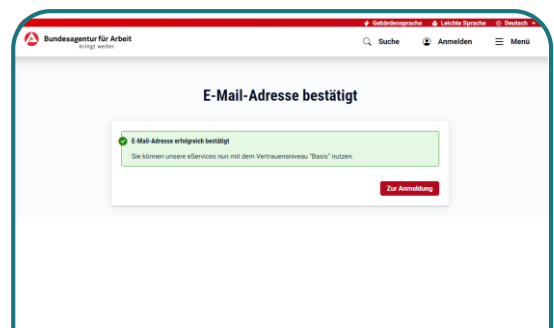 Gebärdensprache Leichte Sprache Deutsch
Bundesagentur für Arbeit
bringt weiter.
Suche Anmelden Menü
E-Mail-Adresse bestätigt
E-Mail-Adresse erfolgreich bestätigt
Sie können unsere eServices nun mit dem Vertrauensniveau "Basis" nutzen.
Zur Anmeldung